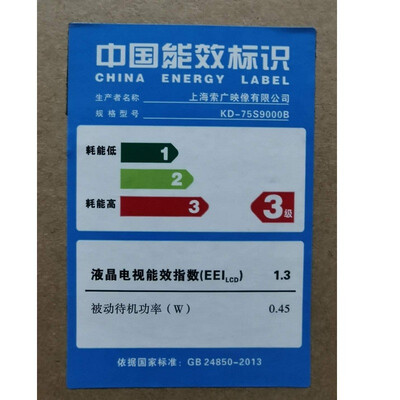 中国能效标识
CHINA ENERGY LABEL
生产者名称 上海索广映像有限公司
规格型号 KD-75S9000B
耗能低 1
2
耗能高 3 3级
液晶电视能效指数(EEILCD) 1.3
被动待机功率(W) 0.45
依据国家标准: GB 24850-2013